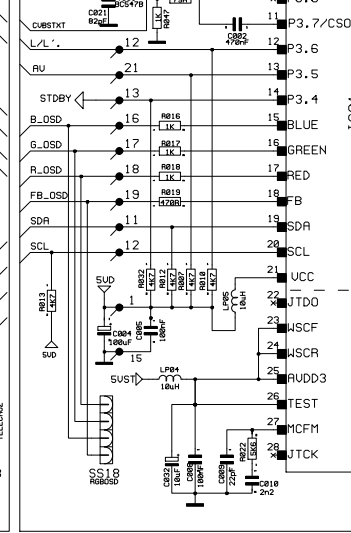 C021
82pF
BC547B
R047
1K
C002
470nF
11 P3.7/CSO
CVBSTXT
L/L'.
12
12 P3.6
AV
21
13 P3.5
STDBY
13
14 P3.4
B_OSD
16
R016
1K
15 BLUE
G_OSD
17
R017
1K
16 GREEN
R_OSD
18
R018
1K
17 RED
FB_OSD
19
R019
470R
18 FB
SDA
11
19 SDA
SCL
12
20 SCL
R013
4K7
5VD
5VD
R032
4K7
R012
4K7
R007
4K7
R010
4K7
LP05
10uH
21 VCC
22 JTDO
1
C004
100uF
C005
100nF
15
23 WSCF
24 WSCR
5VST
LP04
10uH
25 AVDD3
26 TEST
27 MCFM
28 JTCK
SS18
RGBOSD
C032
10uF
C008
100nF
C009
22pF
R022
5K6
C010
2n2